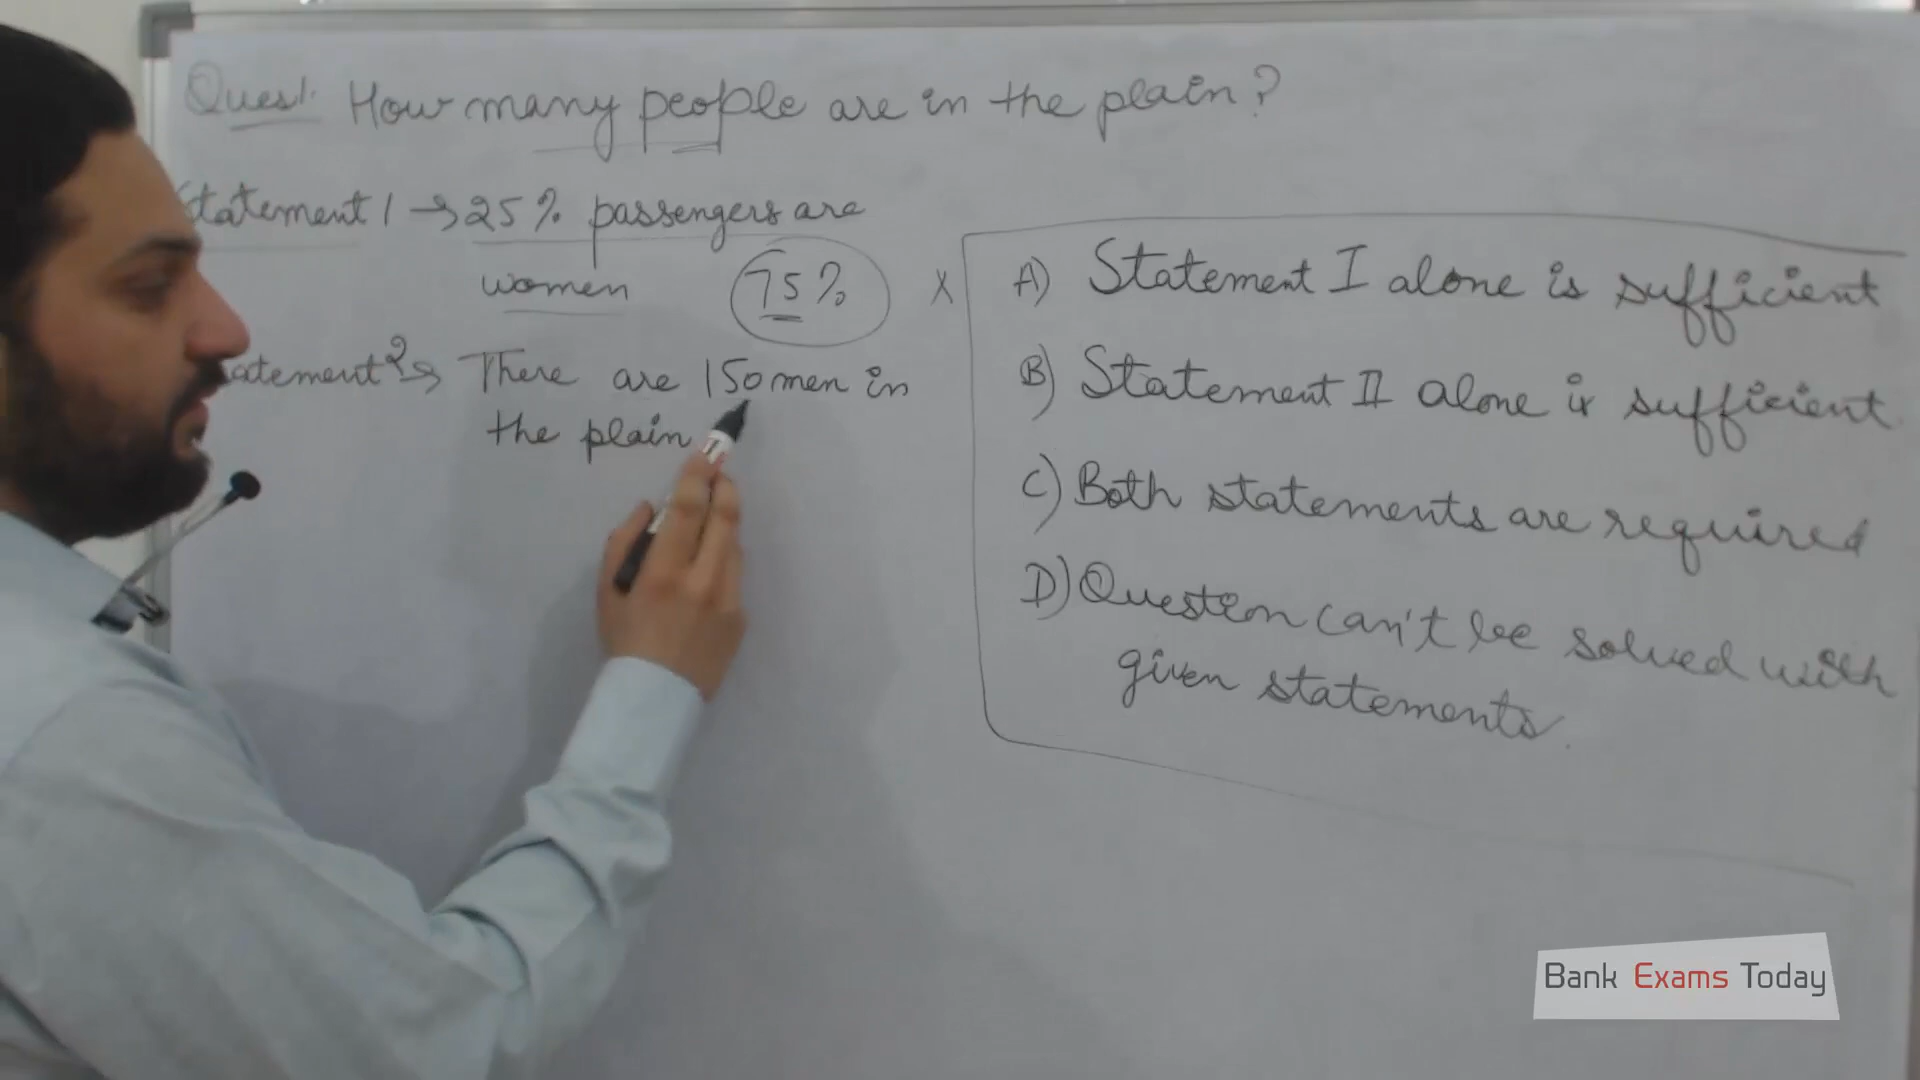 Ques1. How many people are in the plain?
Statement 1 → 25% passengers are
women 75% X
atement 2 → There are 150 men in
the plain
A) Statement I alone is sufficient
B) Statement II alone is sufficient
C) Both statements are required
D) Question can't be solved with
given statements.
Bank Exams Today